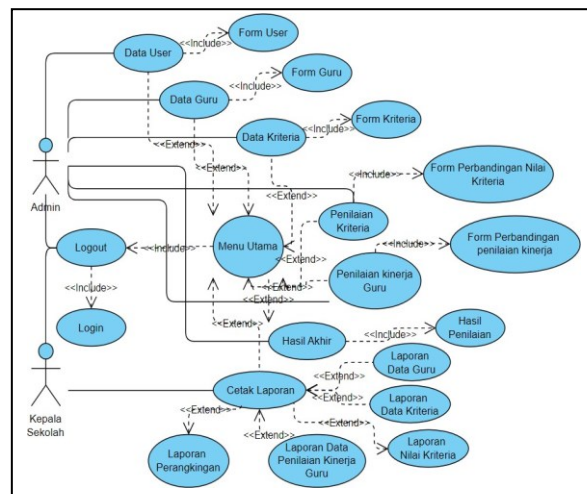 Form User
<<Include>>
Data User
Form Guru
<<Include>>
Data Guru
Form Kriteria
<<Include>>
Data Kriteria
<<Extend>>
<<Extend>>
Form Perbandingan Nilai
Kriteria
<<Include>>
Admin
<<Extend>>
Penilaian
Kriteria
Form Perbandingan
penilaian kinerja
<<Include>>
Logout
<<Include>>
Menu Utama
<<Extend>>
Penilaian kinerja
Guru
<<Include>>
<<Extend>>
Login
<<Extend>>
Hasil Akhir
<<Include>>
Hasil
Penilaian
Laporan
Data Guru
<<Extend>>
Kepala
Sekolah
Cetak Laporan
<<Extend>>
Laporan
Data Kriteria
<<Extend>>
<<Extend>>
<<Extend>>
Laporan
Nilai Kriteria
Laporan
Perangkingan
Laporan Data
Penilaian Kinerja
Guru